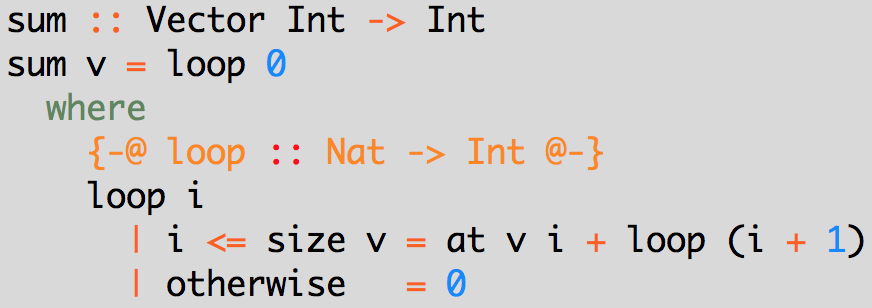 sum :: Vector Int -> Int
sum v = loop 0
  where
    {-@ loop :: Nat -> Int @-}
    loop i
      | i <= size v = at v i + loop (i + 1)
      | otherwise   = 0